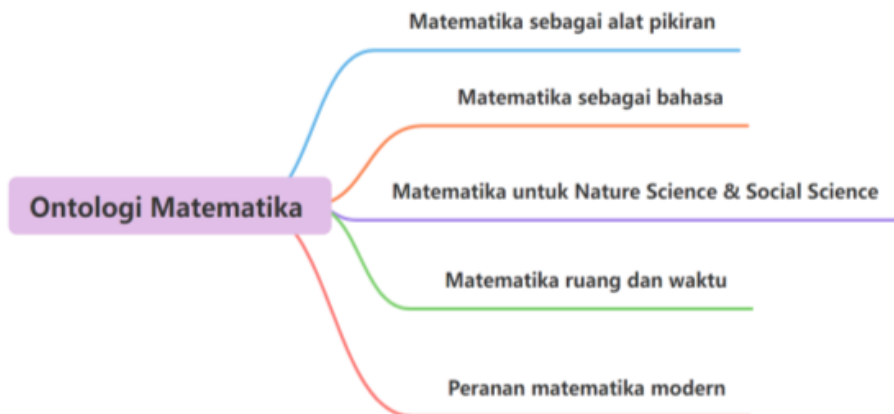 Matematika sebagai alat pikiran
Matematika sebagai bahasa
Matematika untuk Nature Science & Social Science
Ontologi Matematika
Matematika ruang dan waktu
Peranan matematika modern